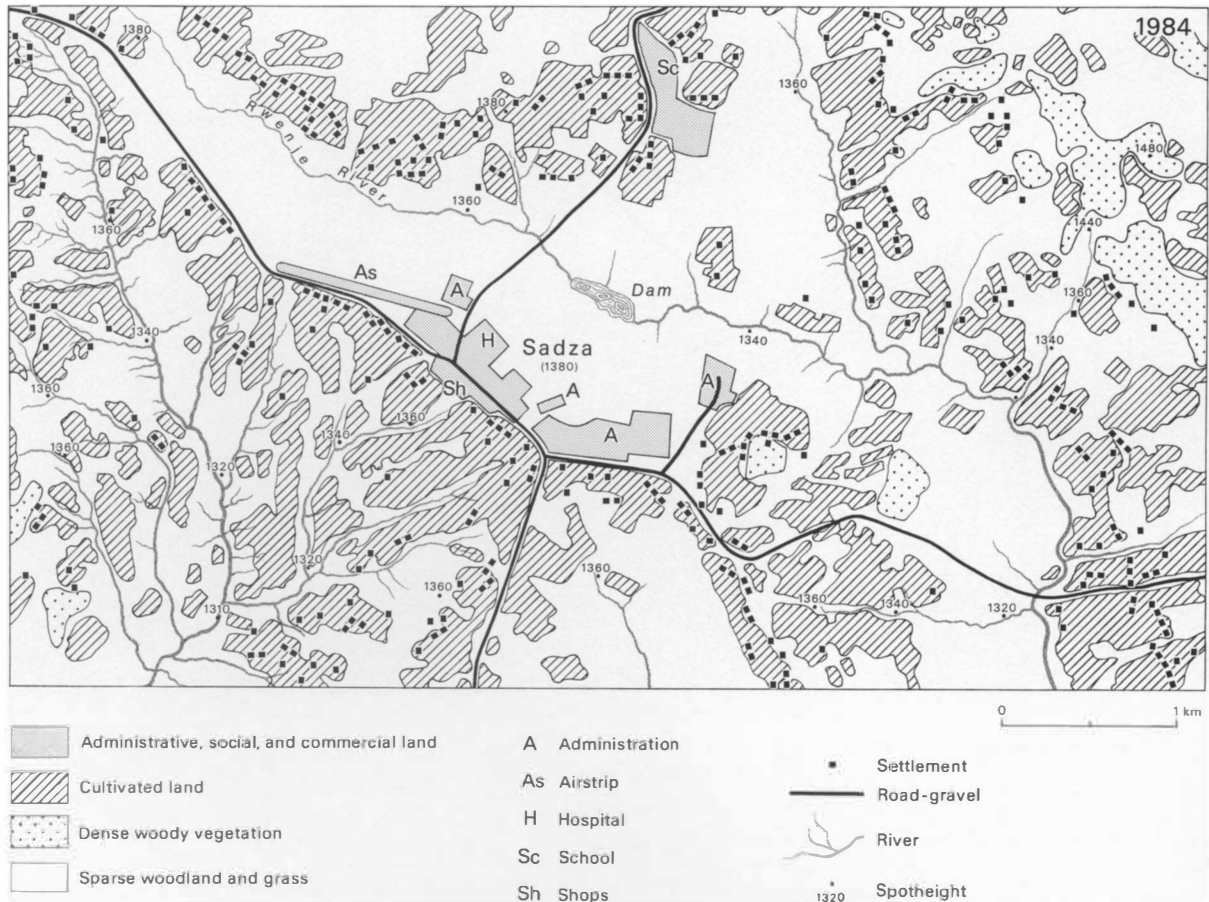 1984
1380
Sc
1360
1380
Rwenje
River
1480
1360
1360
1440
As
A
1360
Dam
H
Sadza
(1380)
1340
1340
1340
1360
A
Sh
A
1360
1340
A
1360
1320
1320
1360
1360
1310
1360
1340
1320
0 1 km
Administrative, social, and commercial land
Cultivated land
Dense woody vegetation
Sparse woodland and grass
A Administration
As Airstrip
H Hospital
Sc School
Sh Shops
Settlement
Road-gravel
River
1320 Spotheight